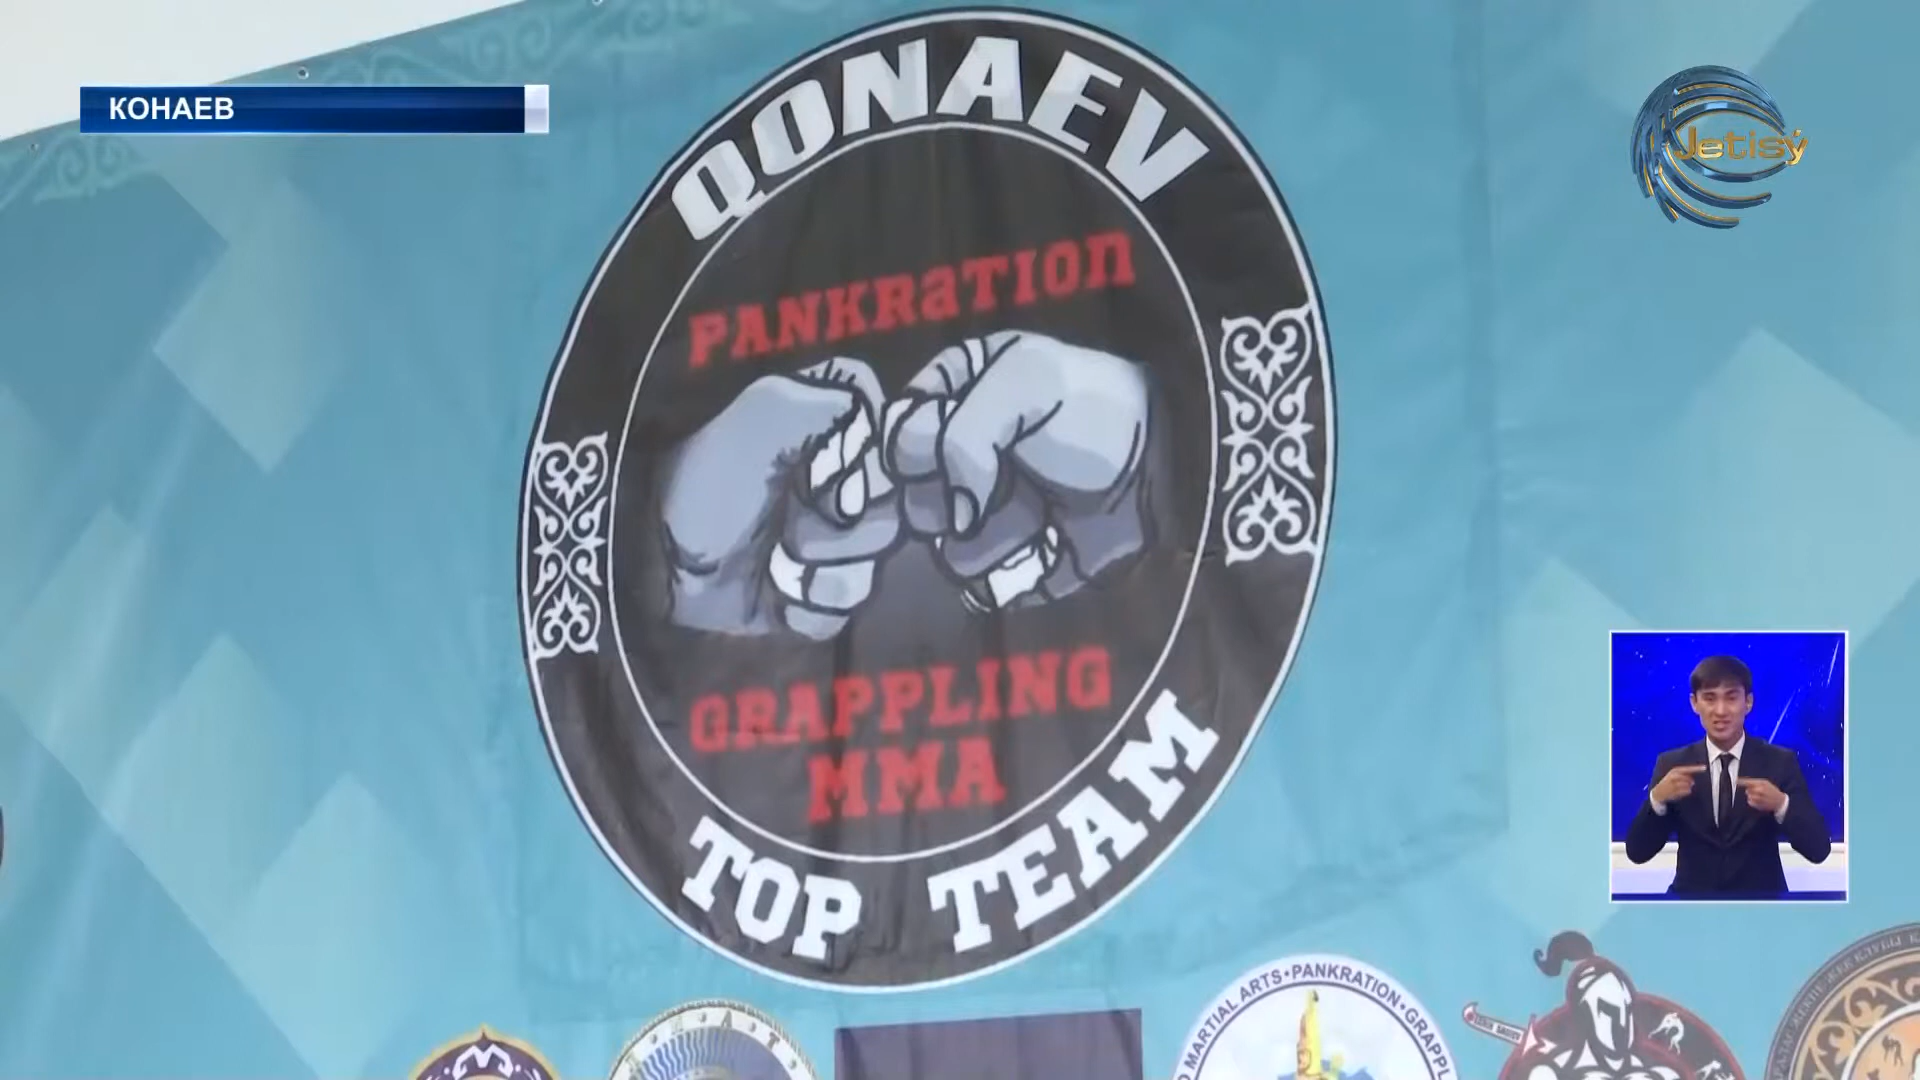 КОНАЕВ
Jetisý
QONAEV
PANKRATION
GRAPPLING
MMA
TOP TEAM
MARTIAL ARTS•PANKRATION•GRAPPL